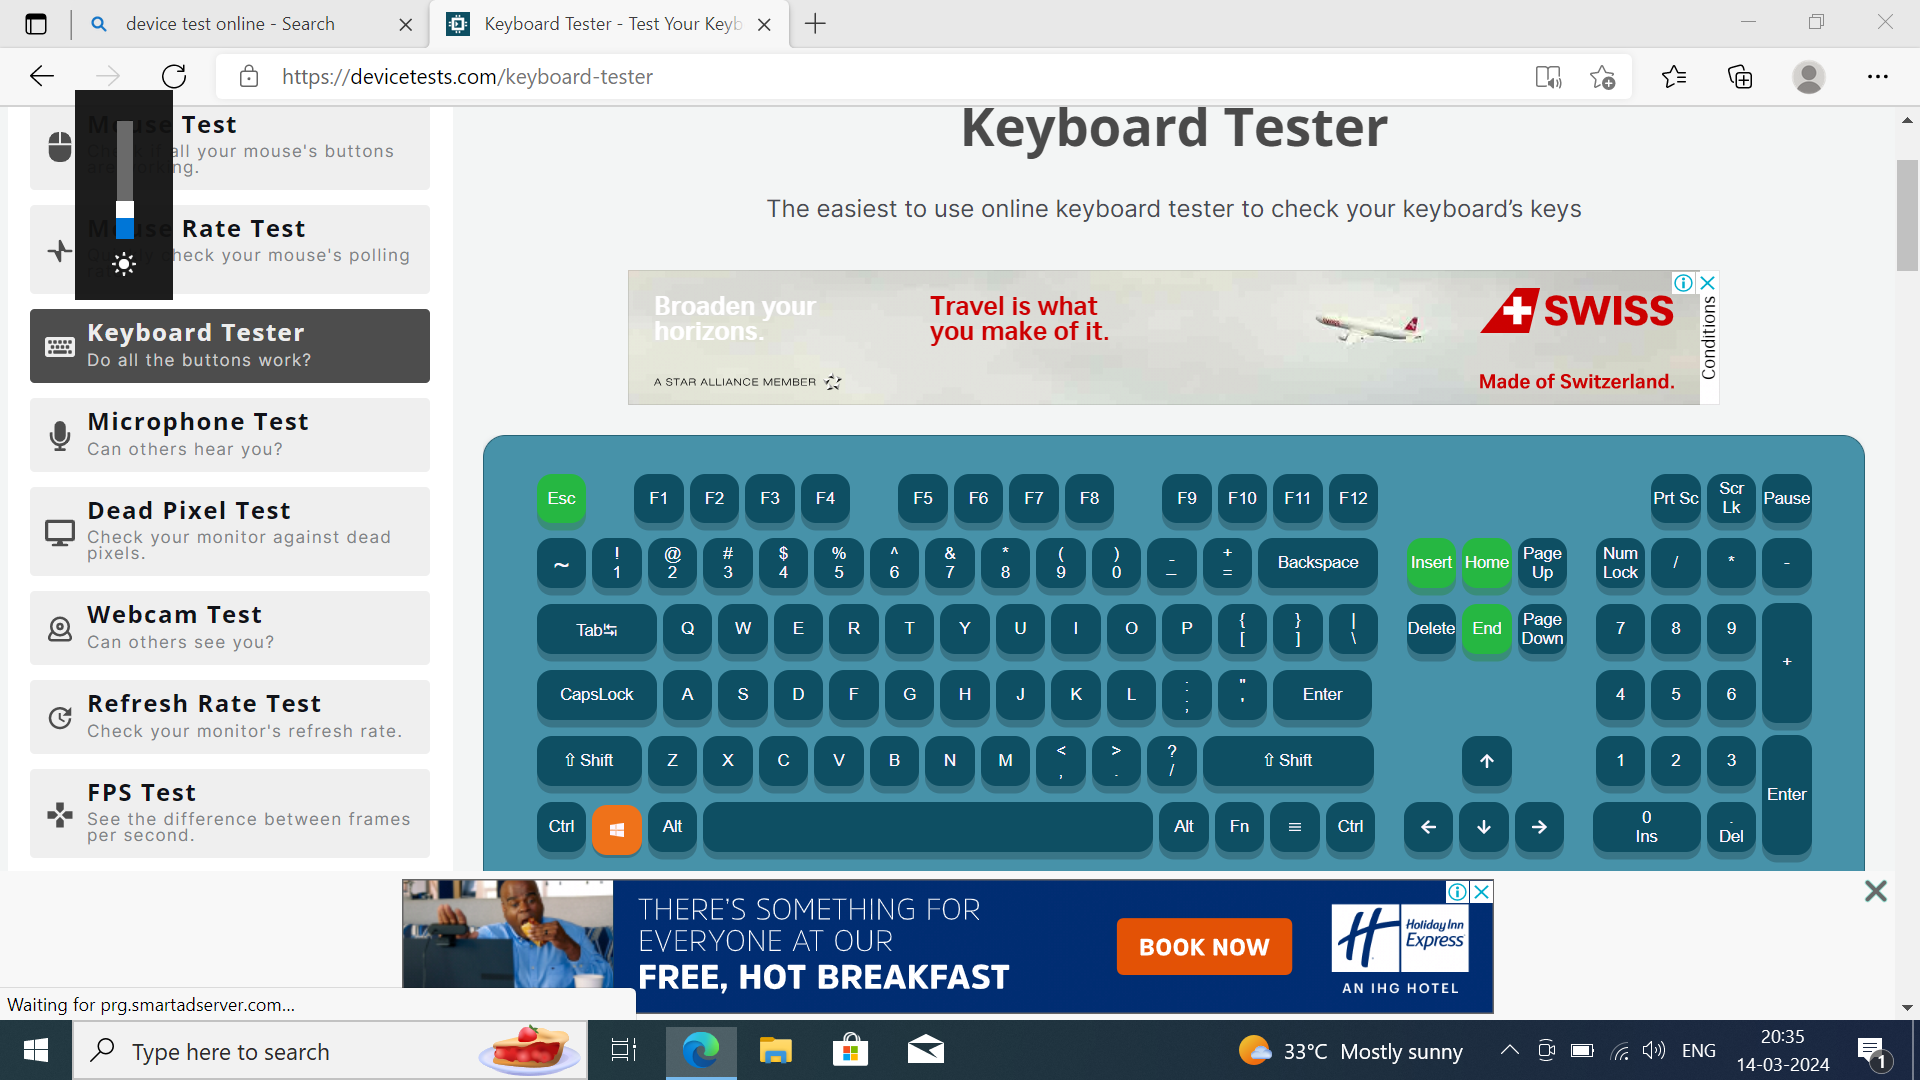 device test online - Search
Keyboard Tester - Test Your Keyb
https://devicetests.com/keyboard-tester
Mouse Test
Check if all your mouse's buttons
are working.
Mouse Rate Test
check your mouse's polling
Keyboard Tester
Do all the buttons work?
Microphone Test
Can others hear you?
Dead Pixel Test
Check your monitor against dead
pixels.
Webcam Test
Can others see you?
Refresh Rate Test
Check your monitor's refresh rate.
FPS Test
See the difference between frames
per second.
Keyboard Tester
The easiest to use online keyboard tester to check your keyboard’s keys
Broaden your
horizons.
A STAR ALLIANCE MEMBER
Travel is what
you make of it.
SWISS
Made of Switzerland.
Conditions
Esc F1 F2 F3 F4 F5 F6 F7 F8 F9 F10 F11 F12 Prt Sc Scr Lk Pause
~ ! 1 @ 2 # 3 $ 4 % 5 ^ 6 & 7 * 8 ( 9 ) 0 - _ + = Backspace Insert Home Page Up Num Lock / * -
Tab↹ Q W E R T Y U I O P { [ } ] | \ Delete End Page Down 7 8 9 +
CapsLock A S D F G H J K L : ; " ' Enter 4 5 6
⇧ Shift Z X C V B N M < , > . ? / ⇧ Shift ↑ 1 2 3 Enter
Ctrl Alt Alt Fn ≡ Ctrl ← ↓ → 0 Ins . Del
THERE'S SOMETHING FOR
EVERYONE AT OUR
FREE, HOT BREAKFAST
BOOK NOW
H
Holiday Inn
Express
AN IHG HOTEL
Waiting for prg.smartadserver.com...
Type here to search
33°C Mostly sunny
ENG
20:35
14-03-2024
1